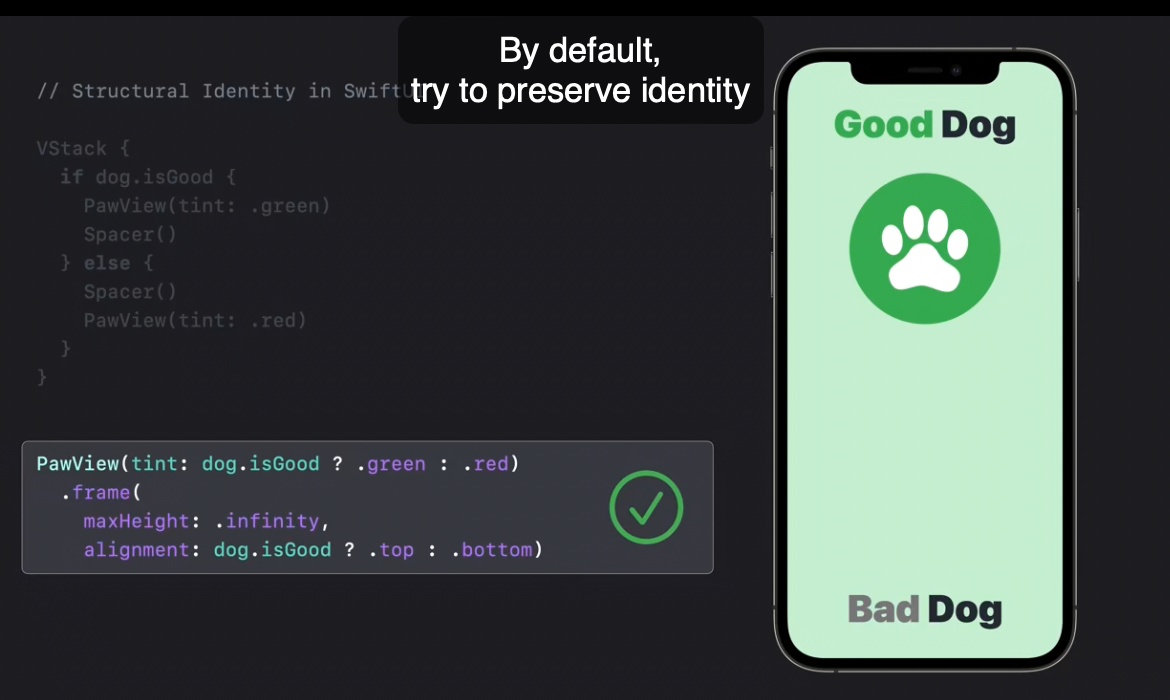 By default,
try to preserve identity
// Structural Identity in SwiftU
VStack {
  if dog.isGood {
    PawView(tint: .green)
    Spacer()
  } else {
    Spacer()
    PawView(tint: .red)
  }
}
PawView(tint: dog.isGood ? .green : .red)
  .frame(
    maxHeight: .infinity,
    alignment: dog.isGood ? .top : .bottom)
Good Dog
Bad Dog